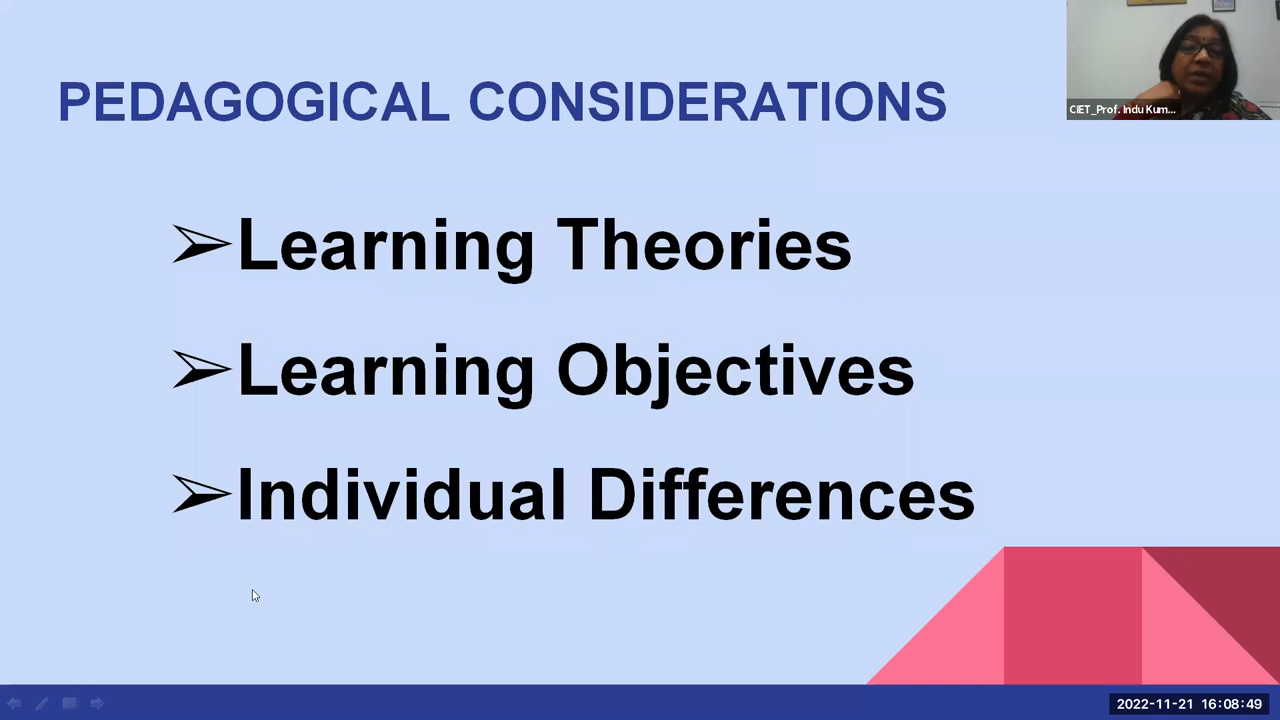 PEDAGOGICAL CONSIDERATIONS
CIET_Prof. Indu Kum...
➢Learning Theories
➢Learning Objectives
➢Individual Differences
2022-11-21 16:08:49